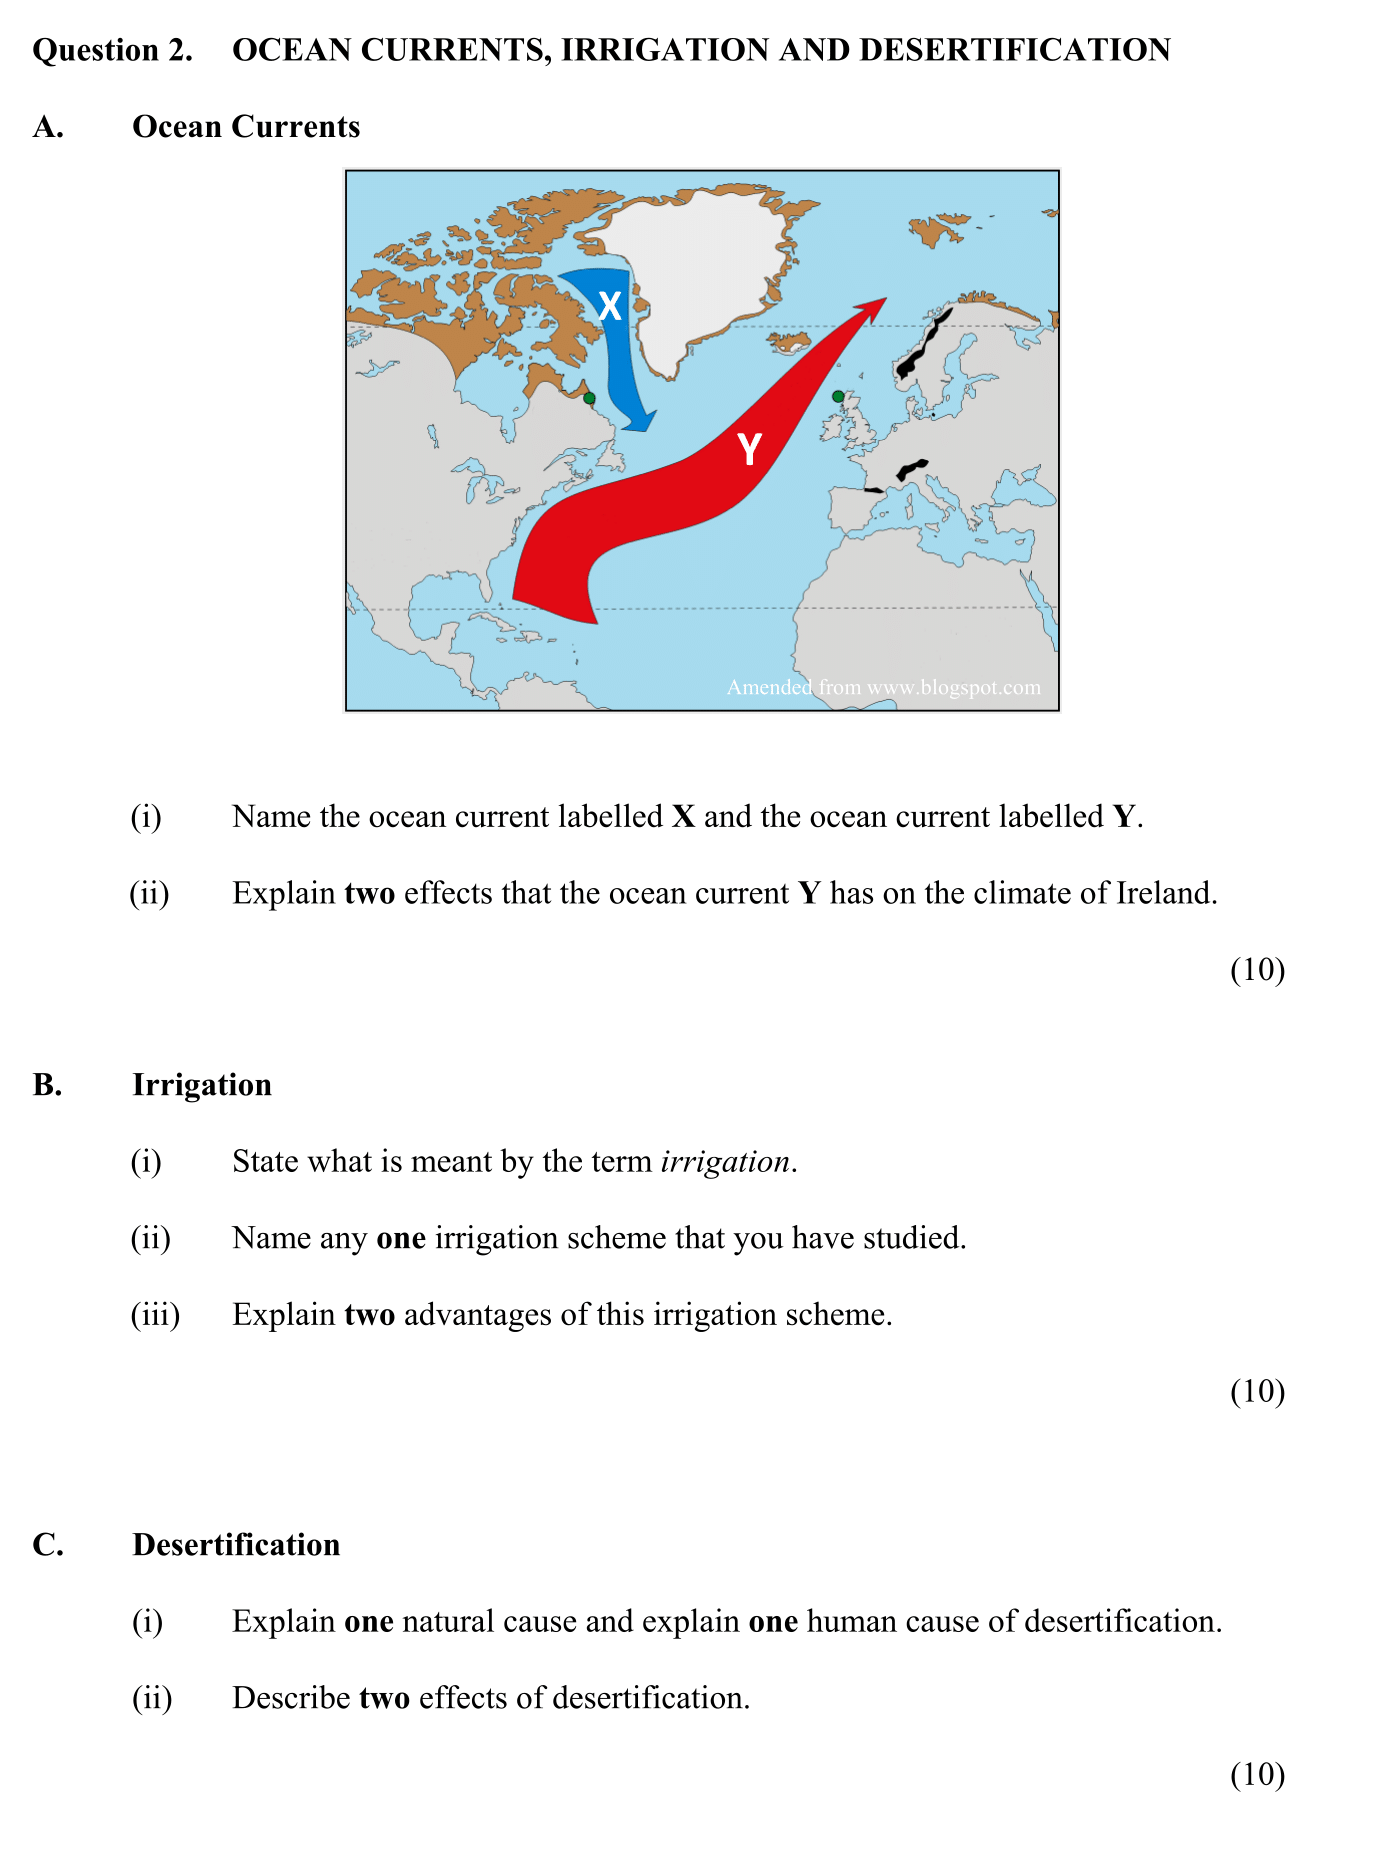 Question 2. OCEAN CURRENTS, IRRIGATION AND DESERTIFICATION
A. Ocean Currents
X
Y
Amended from www.blogspot.com
(i) Name the ocean current labelled X and the ocean current labelled Y.
(ii) Explain two effects that the ocean current Y has on the climate of Ireland.
(10)
B. Irrigation
(i) State what is meant by the term irrigation.
(ii) Name any one irrigation scheme that you have studied.
(iii) Explain two advantages of this irrigation scheme.
(10)
C. Desertification
(i) Explain one natural cause and explain one human cause of desertification.
(ii) Describe two effects of desertification.
(10)